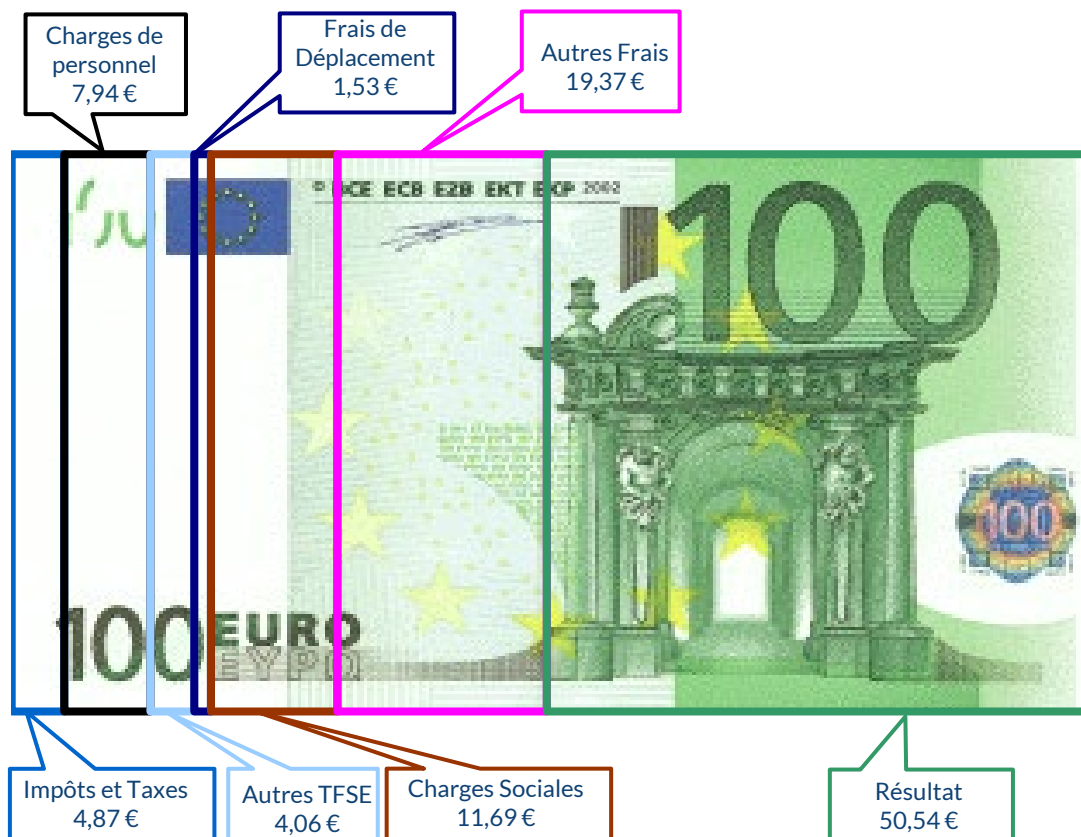 Charges de
personnel
7,94 €
Frais de
Déplacement
1,53 €
Autres Frais
19,37 €
© BCE ECB EZB EKT EKP 2002
100
100
100 EURO
ΕΥΡΩ
Impôts et Taxes
4,87 €
Autres TFSE
4,06 €
Charges Sociales
11,69 €
Résultat
50,54 €